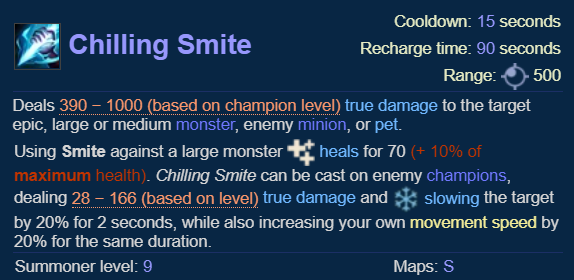 Chilling Smite
Cooldown: 15 seconds
Recharge time: 90 seconds
Range: 500
Deals 390 – 1000 (based on champion level) true damage to the target
epic, large or medium monster, enemy minion, or pet.
Using Smite against a large monster heals for 70 (+ 10% of
maximum health). Chilling Smite can be cast on enemy champions,
dealing 28 – 166 (based on level) true damage and slowing the target
by 20% for 2 seconds, while also increasing your own movement speed by
20% for the same duration.
Summoner level: 9
Maps: S